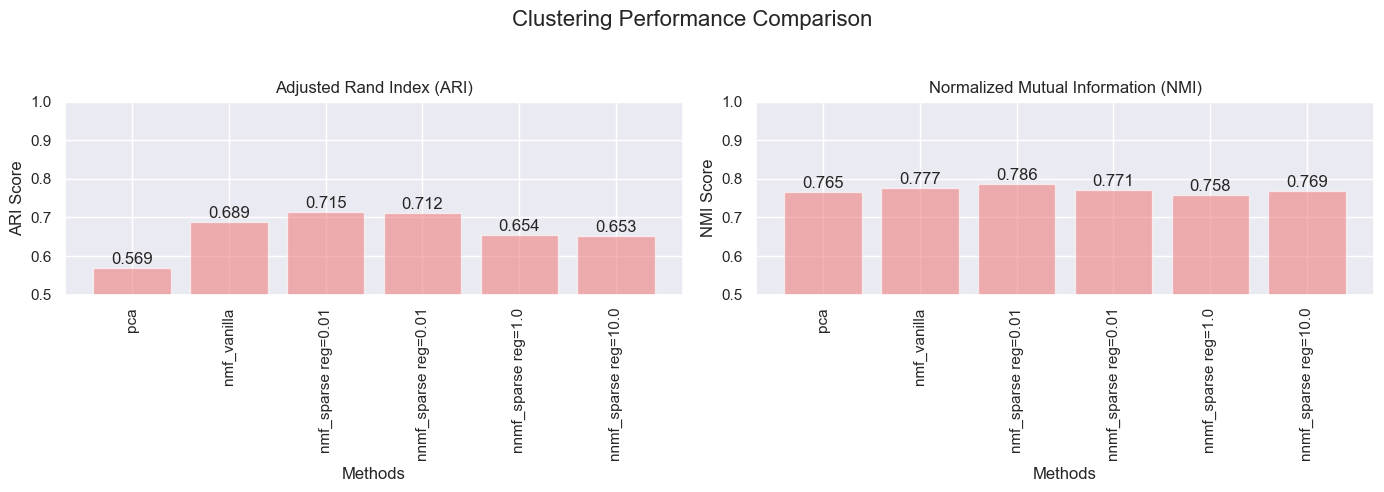 Clustering Performance Comparison
Adjusted Rand Index (ARI)
ARI Score
1.0
0.9
0.8
0.7
0.6
0.5
0.569
0.689
0.715
0.712
0.654
0.653
pca
nmf_vanilla
nmf_sparse reg=0.01
nnmf_sparse reg=0.01
nnmf_sparse reg=1.0
nnmf_sparse reg=10.0
Methods
Normalized Mutual Information (NMI)
NMI Score
1.0
0.9
0.8
0.7
0.6
0.5
0.765
0.777
0.786
0.771
0.758
0.769
pca
nmf_vanilla
nmf_sparse reg=0.01
nnmf_sparse reg=0.01
nnmf_sparse reg=1.0
nnmf_sparse reg=10.0
Methods